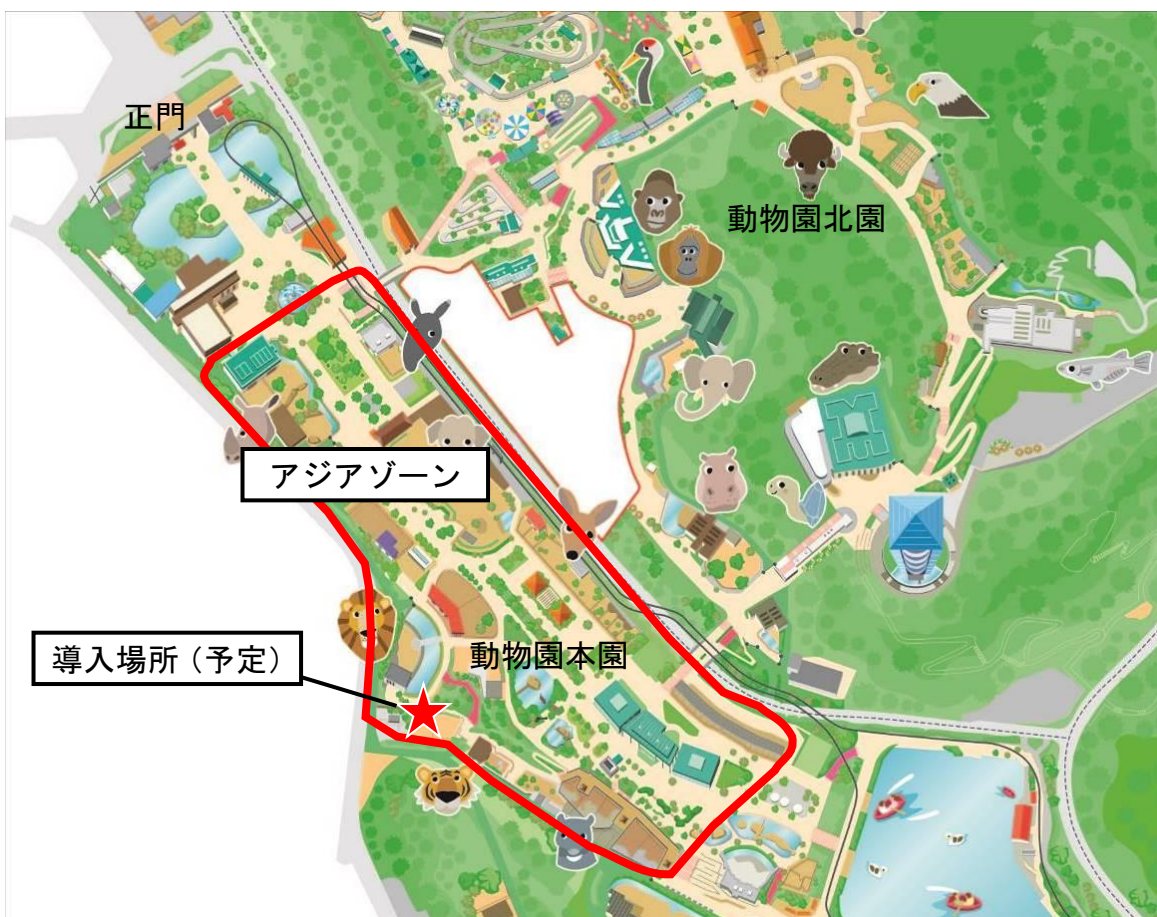 正門
動物園北園
アジアゾーン
動物園本園
導入場所（予定）